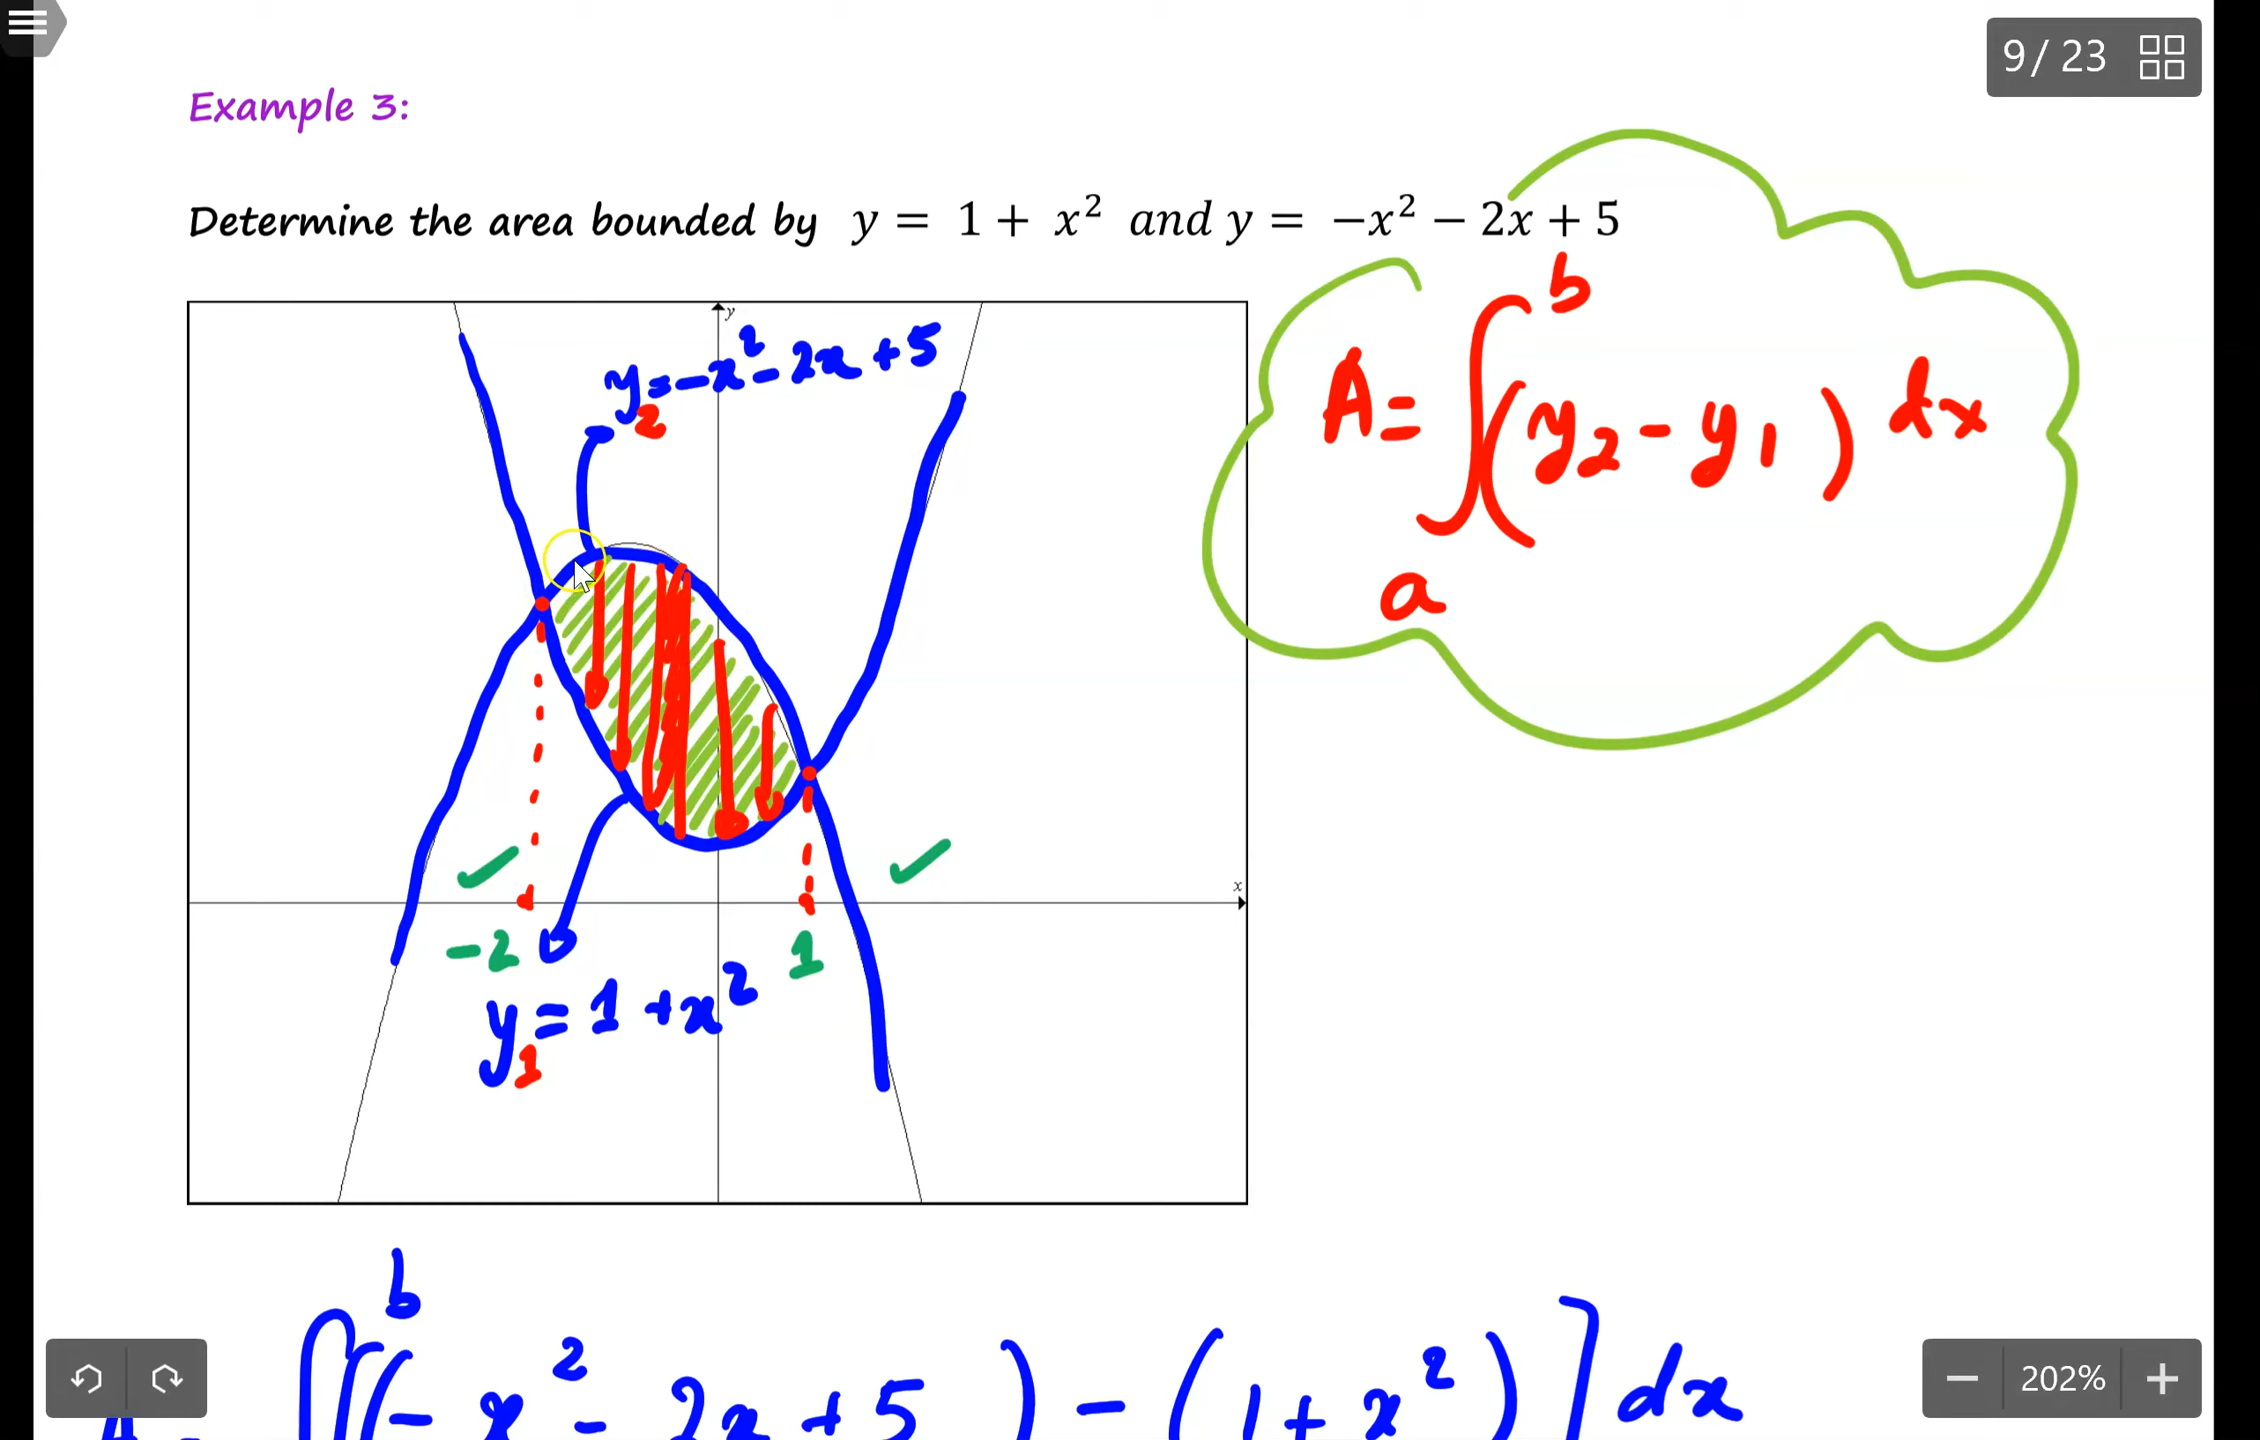 9 / 23
Example 3:
Determine the area bounded by y = 1 + x² and y = −x² − 2x + 5
y
y₂ = -x² - 2x + 5
A = ∫ₐᵇ (y₂ - y₁) dx
x
-2
1
y₁ = 1 + x²
b
A = ∫[(-x² - 2x + 5) - (1 + x²)] dx
202%